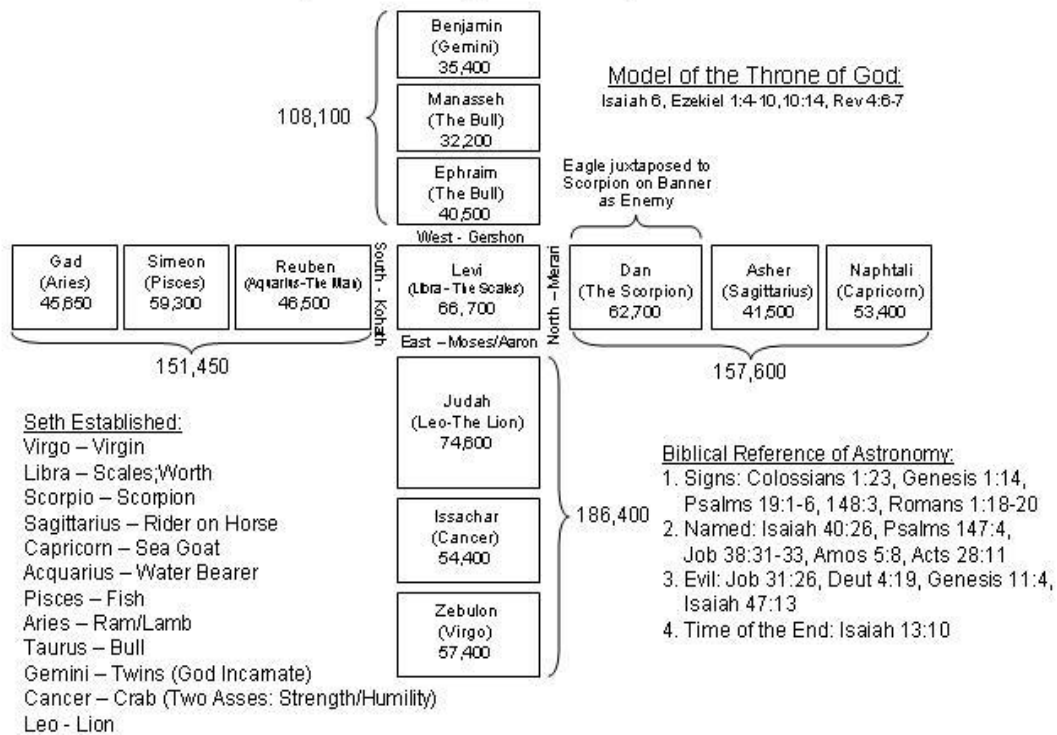 Benjamin
(Gemini)
35,400
Manasseh
(The Bull)
32,200
Ephraim
(The Bull)
40,500
108,100
Model of the Throne of God:
Isaiah 6, Ezekiel 1:4-10,10:14, Rev 4:6-7
Eagle juxtaposed to
Scorpion on Banner
as Enemy
West - Gershon
Gad
(Aries)
45,650
Simeon
(Pisces)
59,300
Reuben
(Aquarius-The Man)
46,500
South - Kohath
Levi
(Libra - The Scales)
66,700
North – Merari
Dan
(The Scorpion)
62,700
Asher
(Sagittarius)
41,500
Naphtali
(Capricorn)
53,400
East – Moses/Aaron
151,450
157,600
Judah
(Leo-The Lion)
74,600
Issachar
(Cancer)
54,400
Zebulon
(Virgo)
57,400
186,400
Seth Established:
Virgo – Virgin
Libra – Scales;Worth
Scorpio – Scorpion
Sagittarius – Rider on Horse
Capricorn – Sea Goat
Acquarius – Water Bearer
Pisces – Fish
Aries – Ram/Lamb
Taurus – Bull
Gemini – Twins (God Incarnate)
Cancer – Crab (Two Asses: Strength/Humility)
Leo - Lion
Biblical Reference of Astronomy:
1. Signs: Colossians 1:23, Genesis 1:14,
Psalms 19:1-6, 148:3, Romans 1:18-20
2. Named: Isaiah 40:26, Psalms 147:4,
Job 38:31-33, Amos 5:8, Acts 28:11
3. Evil: Job 31:26, Deut 4:19, Genesis 11:4,
Isaiah 47:13
4. Time of the End: Isaiah 13:10